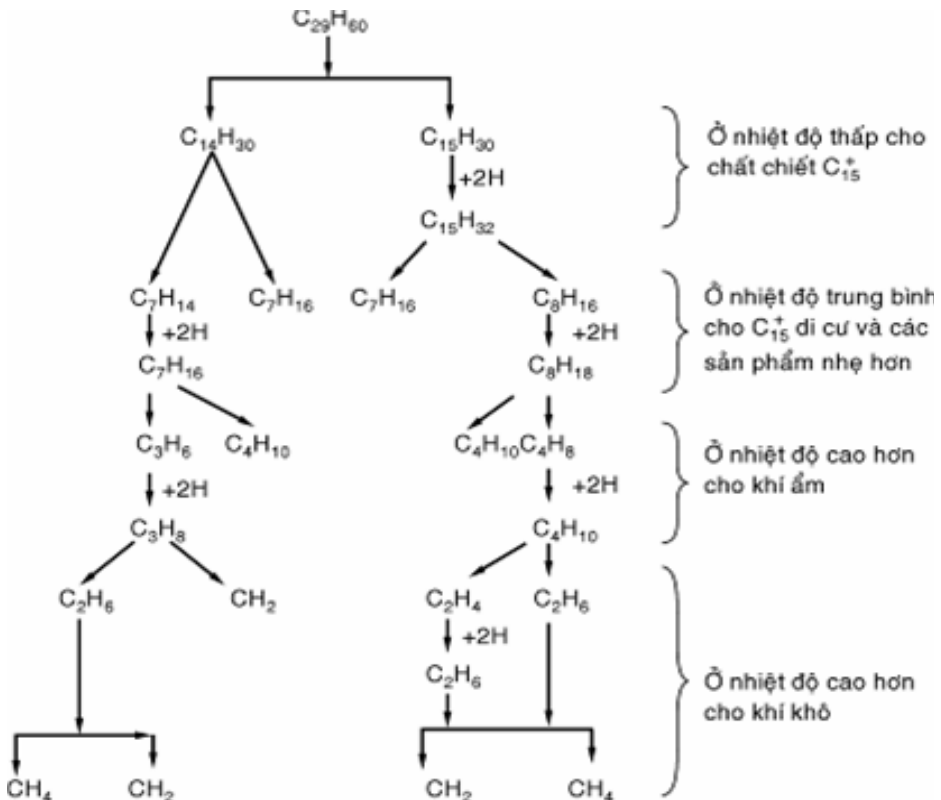 C₂₉H₆₀
C₁₄H₃₀ C₁₅H₃₀
+2H
C₁₅H₃₂
Ở nhiệt độ thấp cho
chất chiết C₁₅⁺
C₇H₁₄ C₇H₁₆ C₇H₁₆ C₈H₁₆
+2H +2H
C₇H₁₆ C₈H₁₈
Ở nhiệt độ trung bình
cho C₁₅⁺ di cư và các
sản phẩm nhẹ hơn
C₃H₆ C₄H₁₀ C₄H₁₀ C₄H₈
+2H +2H
C₃H₈ C₄H₁₀
Ở nhiệt độ cao hơn
cho khí ẩm
C₂H₆ CH₂ C₂H₄ C₂H₆
+2H
C₂H₆
CH₄ CH₂ CH₂ CH₄
Ở nhiệt độ cao hơn
cho khí khô